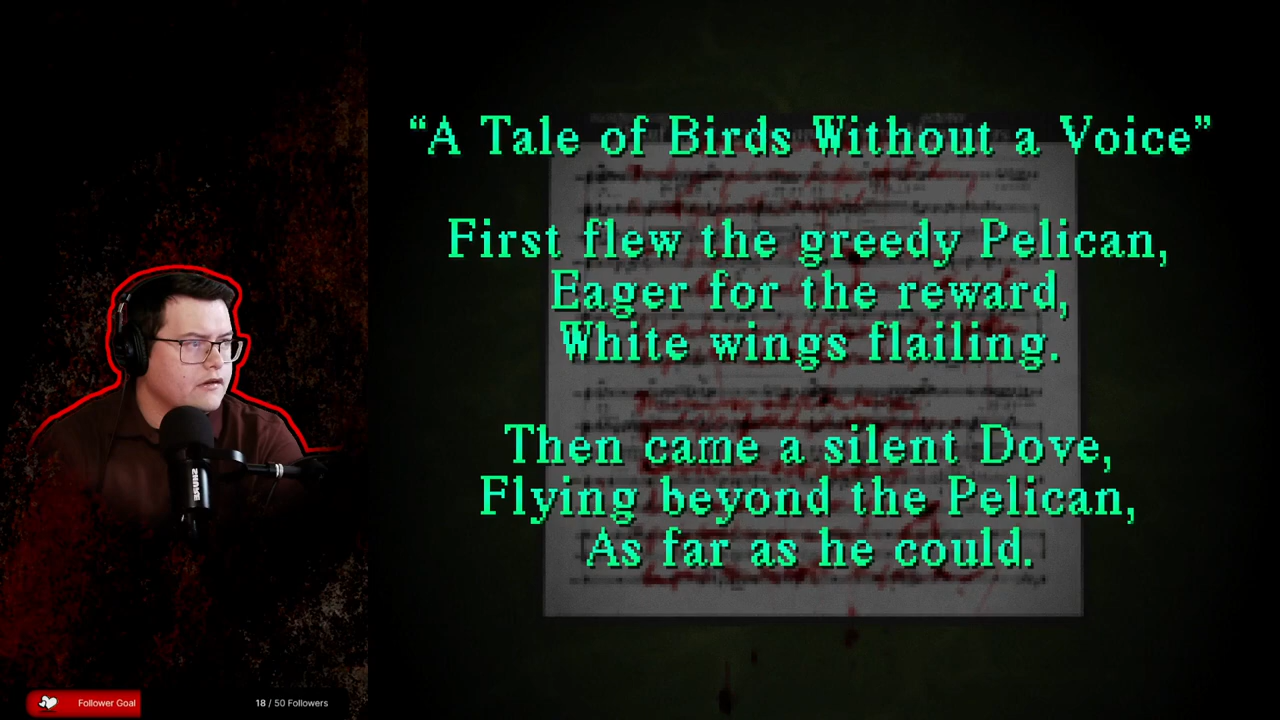 “A Tale of Birds Without a Voice”
First flew the greedy Pelican,
Eager for the reward,
White wings flailing.
Then came a silent Dove,
Flying beyond the Pelican,
As far as he could.
SHURE
Follower Goal
18 / 50 Followers